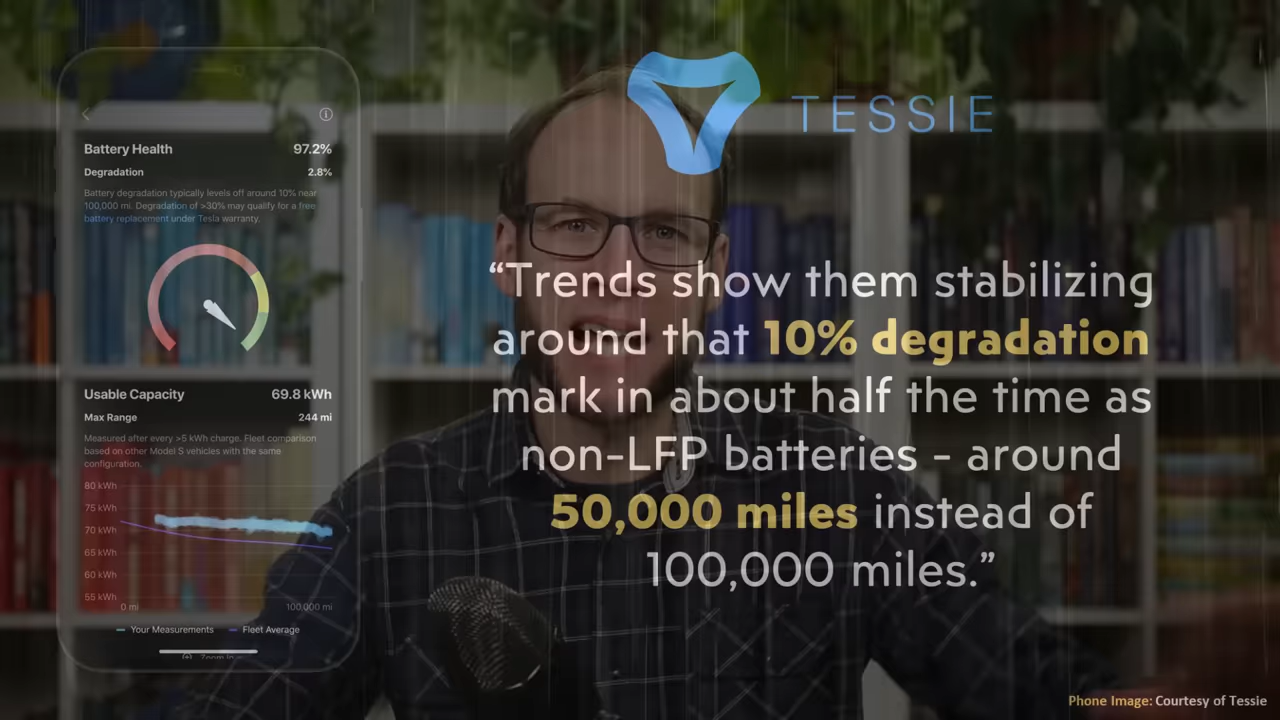 Battery Health 97.2%
Degradation 2.8%
Battery degradation typically levels off around 10% near
100,000 mi. Degradation of >30% may qualify for a free
battery replacement under Tesla warranty.
Usable Capacity 69.8 kWh
Max Range 244 mi
Measured after every >5 kWh charge. Fleet comparison
based on other Model S vehicles with the same
configuration.
80 kWh
75 kWh
70 kWh
65 kWh
60 kWh
55 kWh
0 mi 100,000 mi
Your Measurements Fleet Average
Zoom In
TESSIE
“Trends show them stabilizing
around that 10% degradation
mark in about half the time as
non-LFP batteries - around
50,000 miles instead of
100,000 miles.”
Phone Image: Courtesy of Tessie